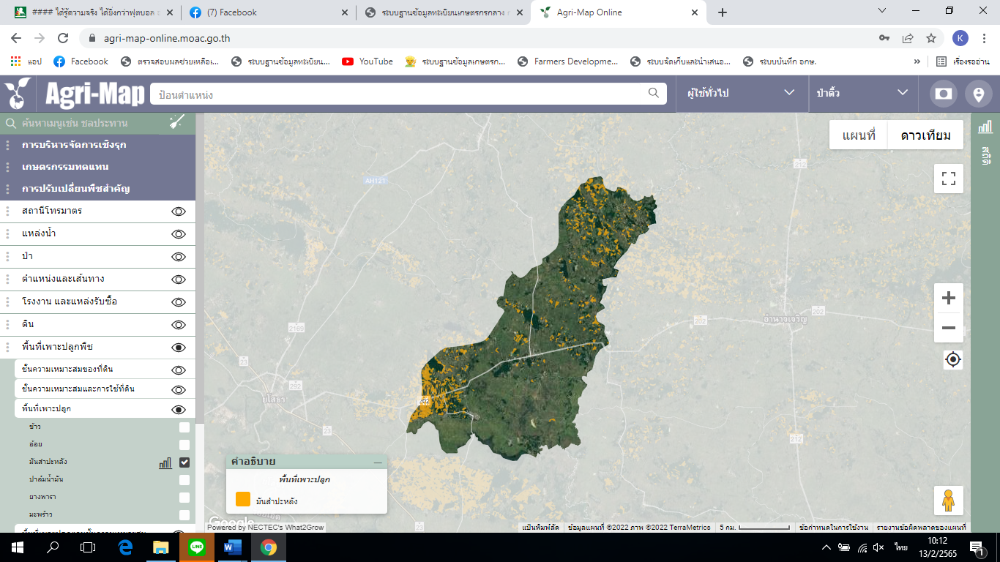 #### ได้รู้ความจริง ได้ยิ่งกว่าฟุตบอล
(7) Facebook
ระบบฐานข้อมูลทะเบียนเกษตรกรกลาง
Agri-Map Online
agri-map-online.moac.go.th
K
แอป
Facebook
ตรวจสอบผลช่วยเหลือเ...
ระบบฐานข้อมูลทะเบียน...
YouTube
ระบบฐานข้อมูลเกษตรก...
Farmers Developme...
ระบบจัดเก็บและนำเสนอ...
ระบบบันทึก อกษ.
»
เรื่องรออ่าน
Agri-Map
ป้อนตำแหน่ง
ผู้ใช้ทั่วไป
ป่าติ้ว
ค้นหาเมนูเช่น ชลประทาน
แผนที่
ดาวเทียม
สถิติ
การบริหารจัดการเชิงรุก
เกษตรกรรมทดแทน
การปรับเปลี่ยนพืชสำคัญ
สถานีโทรมาตร
แหล่งน้ำ
ป่า
ตำแหน่งและเส้นทาง
โรงงาน และแหล่งรับซื้อ
ดิน
พื้นที่เพาะปลูกพืช
ชั้นความเหมาะสมของที่ดิน
ชั้นความเหมาะสมและการใช้ที่ดิน
พื้นที่เพาะปลูก
ข้าว
อ้อย
มันสำปะหลัง
ปาล์มน้ำมัน
ยางพารา
มะพร้าว
AH121
212
2169
202
202
อำนาจเจริญ
23
292
ยโสธร
202
23
212
23
คำอธิบาย
พื้นที่เพาะปลูก
มันสำปะหลัง
Google
Powered by NECTEC's What2Grow
แป้นพิมพ์ลัด
ข้อมูลแผนที่ ©2022 ภาพ ©2022 TerraMetrics
5 กม.
ข้อกำหนดในการใช้งาน
รายงานข้อผิดพลาดของแผนที่
LINE
ไทย
10:12
13/2/2565
1